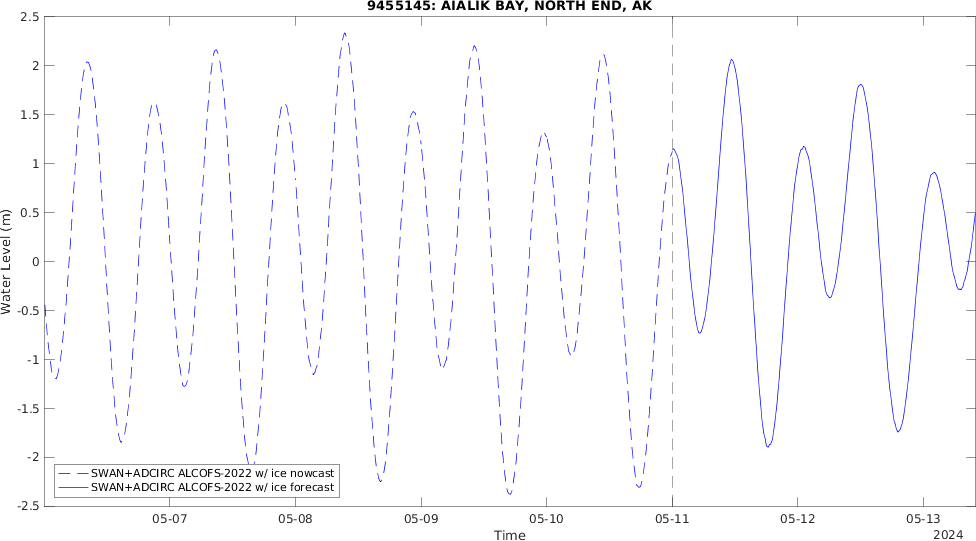 9455145: AIALIK BAY, NORTH END, AK
Water Level (m)
2.5
2
1.5
1
0.5
0
-0.5
-1
-1.5
-2
-2.5
SWAN+ADCIRC ALCOFS-2022 w/ ice nowcast
SWAN+ADCIRC ALCOFS-2022 w/ ice forecast
05-07 05-08 05-09 05-10 05-11 05-12 05-13
Time
2024